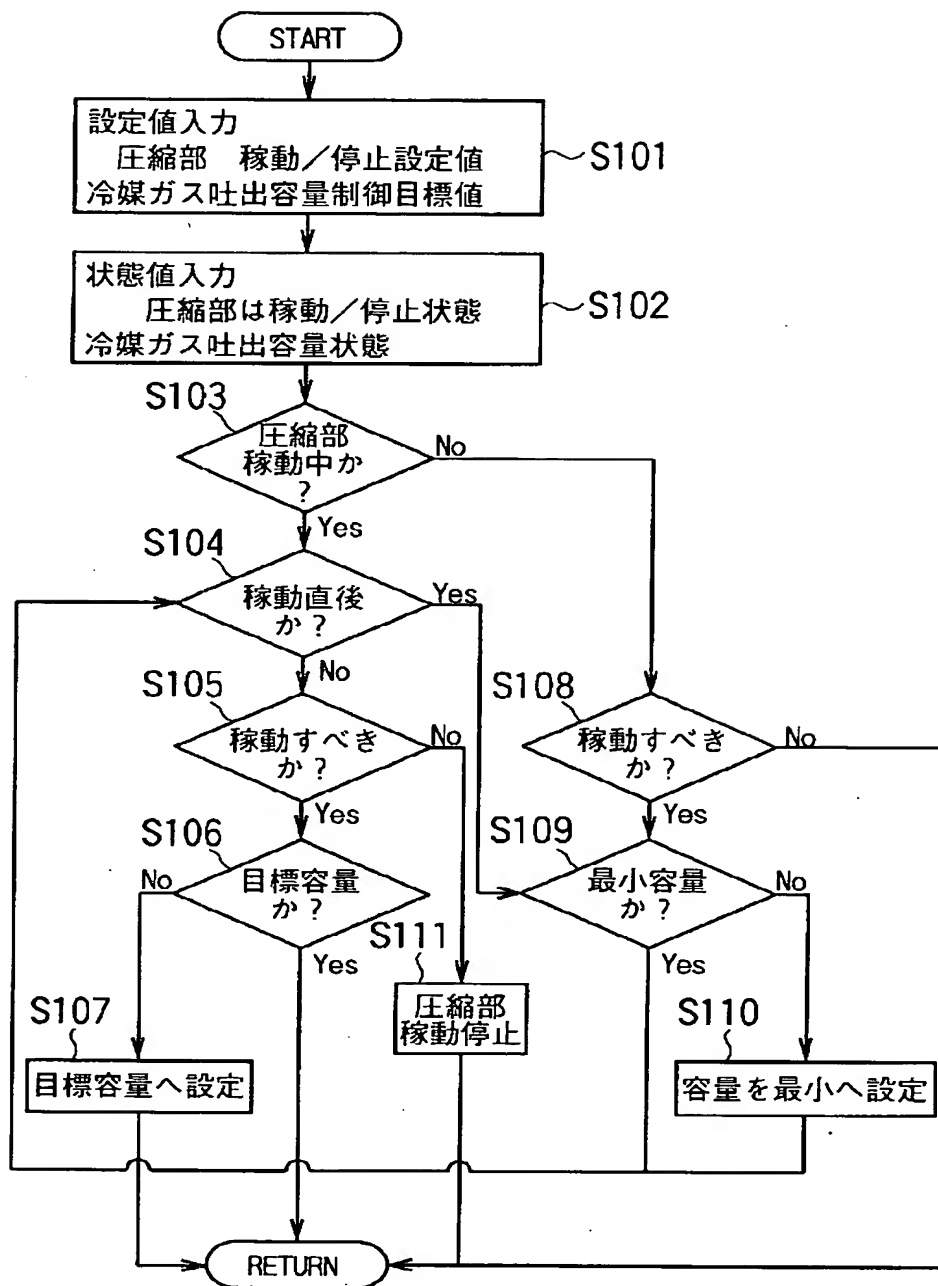 START
設定値入力
圧縮部 稼動/停止設定値
冷媒ガス吐出容量制御目標値
S101
状態値入力
圧縮部は稼動/停止状態
冷媒ガス吐出容量状態
S102
S103
圧縮部
稼動中か
?
No
Yes
S104
稼動直後
か?
Yes
No
S105
稼動すべき
か?
No
Yes
S108
稼動すべき
か?
No
Yes
S106
目標容量
か?
No
Yes
S109
最小容量
か?
No
Yes
S111
圧縮部
稼動停止
S107
目標容量へ設定
S110
容量を最小へ設定
RETURN